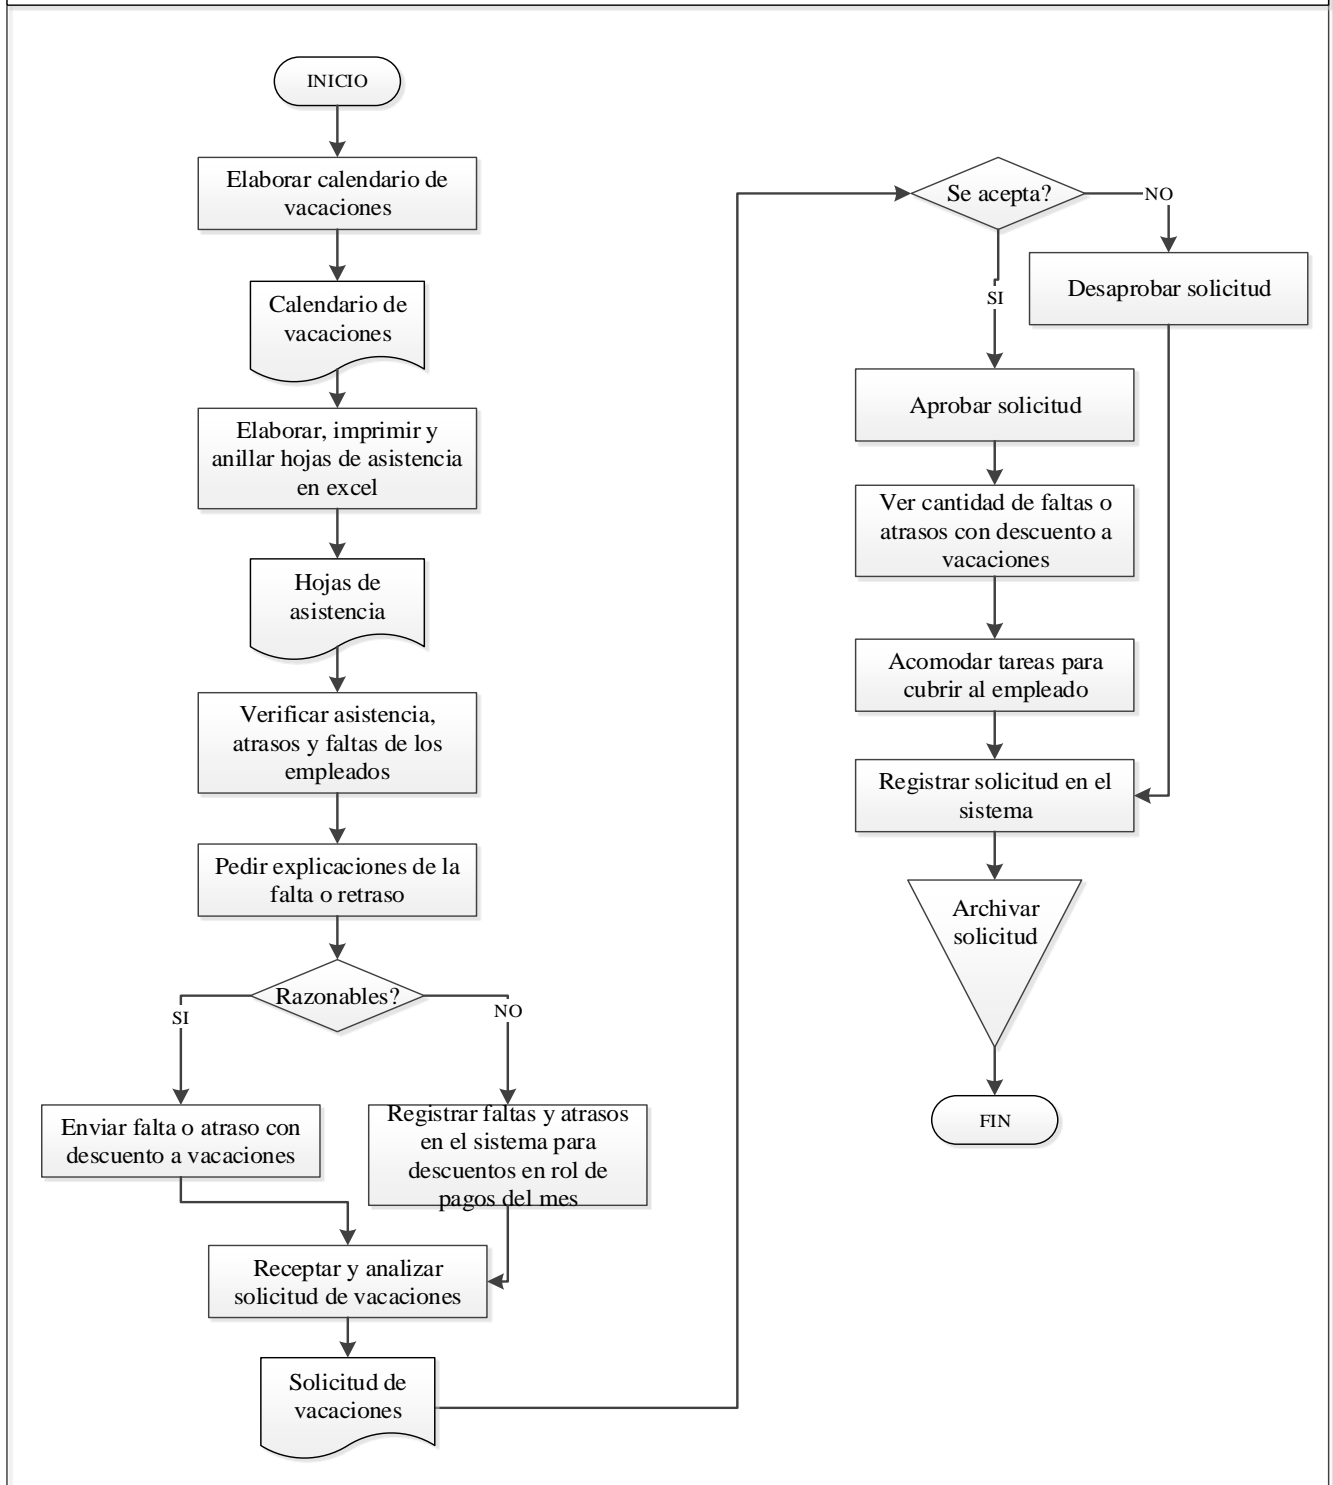 INICIO
Elaborar calendario de
vacaciones
Calendario de
vacaciones
Elaborar, imprimir y
anillar hojas de asistencia
en excel
Hojas de
asistencia
Verificar asistencia,
atrasos y faltas de los
empleados
Pedir explicaciones de la
falta o retraso
Razonables?
SI
NO
Enviar falta o atraso con
descuento a vacaciones
Registrar faltas y atrasos
en el sistema para
descuentos en rol de
pagos del mes
Receptar y analizar
solicitud de vacaciones
Solicitud de
vacaciones
Se acepta?
NO
SI
Desaprobar solicitud
Aprobar solicitud
Ver cantidad de faltas o
atrasos con descuento a
vacaciones
Acomodar tareas para
cubrir al empleado
Registrar solicitud en el
sistema
Archivar
solicitud
FIN